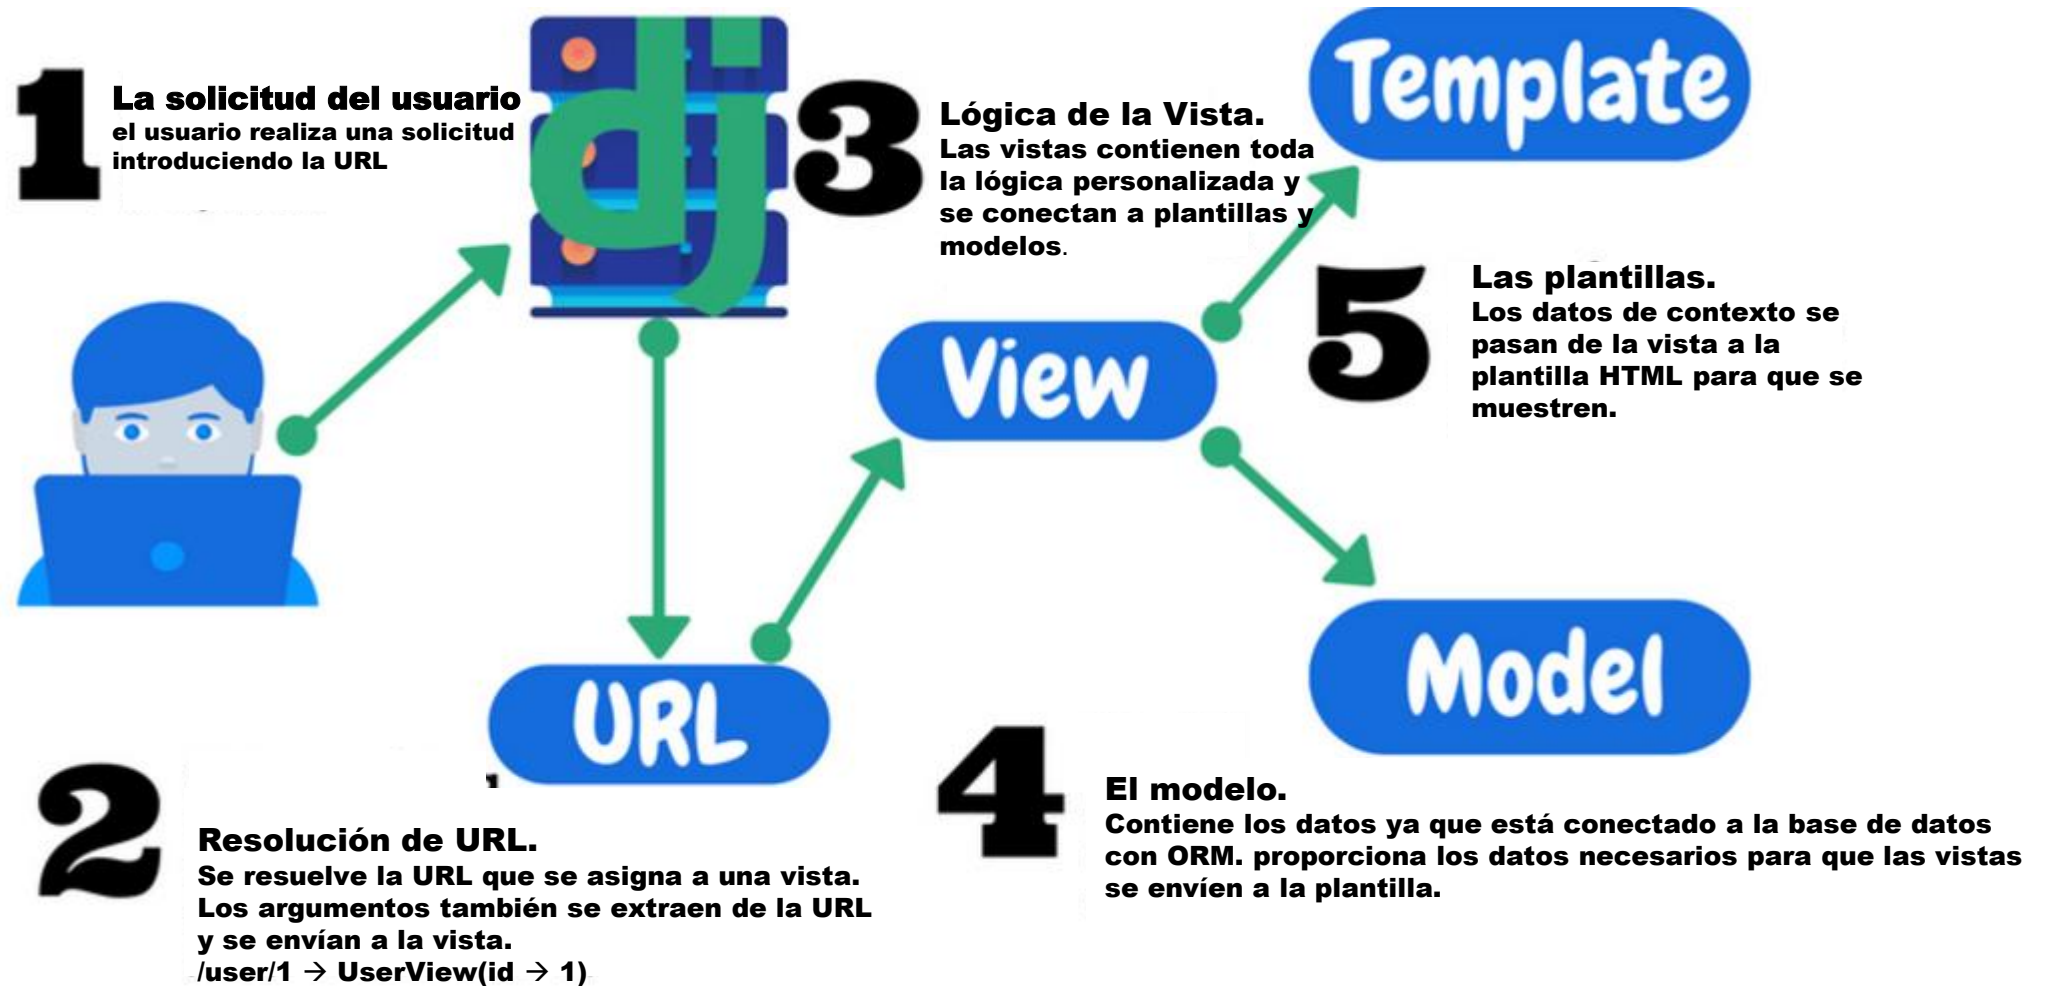 1
La solicitud del usuario
el usuario realiza una solicitud
introduciendo la URL
dj
2
Resolución de URL.
Se resuelve la URL que se asigna a una vista.
Los argumentos también se extraen de la URL
y se envían a la vista.
/user/1 → UserView(id → 1)
URL
3
Lógica de la Vista.
Las vistas contienen toda
la lógica personalizada y
se conectan a plantillas y
modelos.
View
4
El modelo.
Contiene los datos ya que está conectado a la base de datos
con ORM. proporciona los datos necesarios para que las vistas
se envíen a la plantilla.
Model
5
Las plantillas.
Los datos de contexto se
pasan de la vista a la
plantilla HTML para que se
muestren.
Template